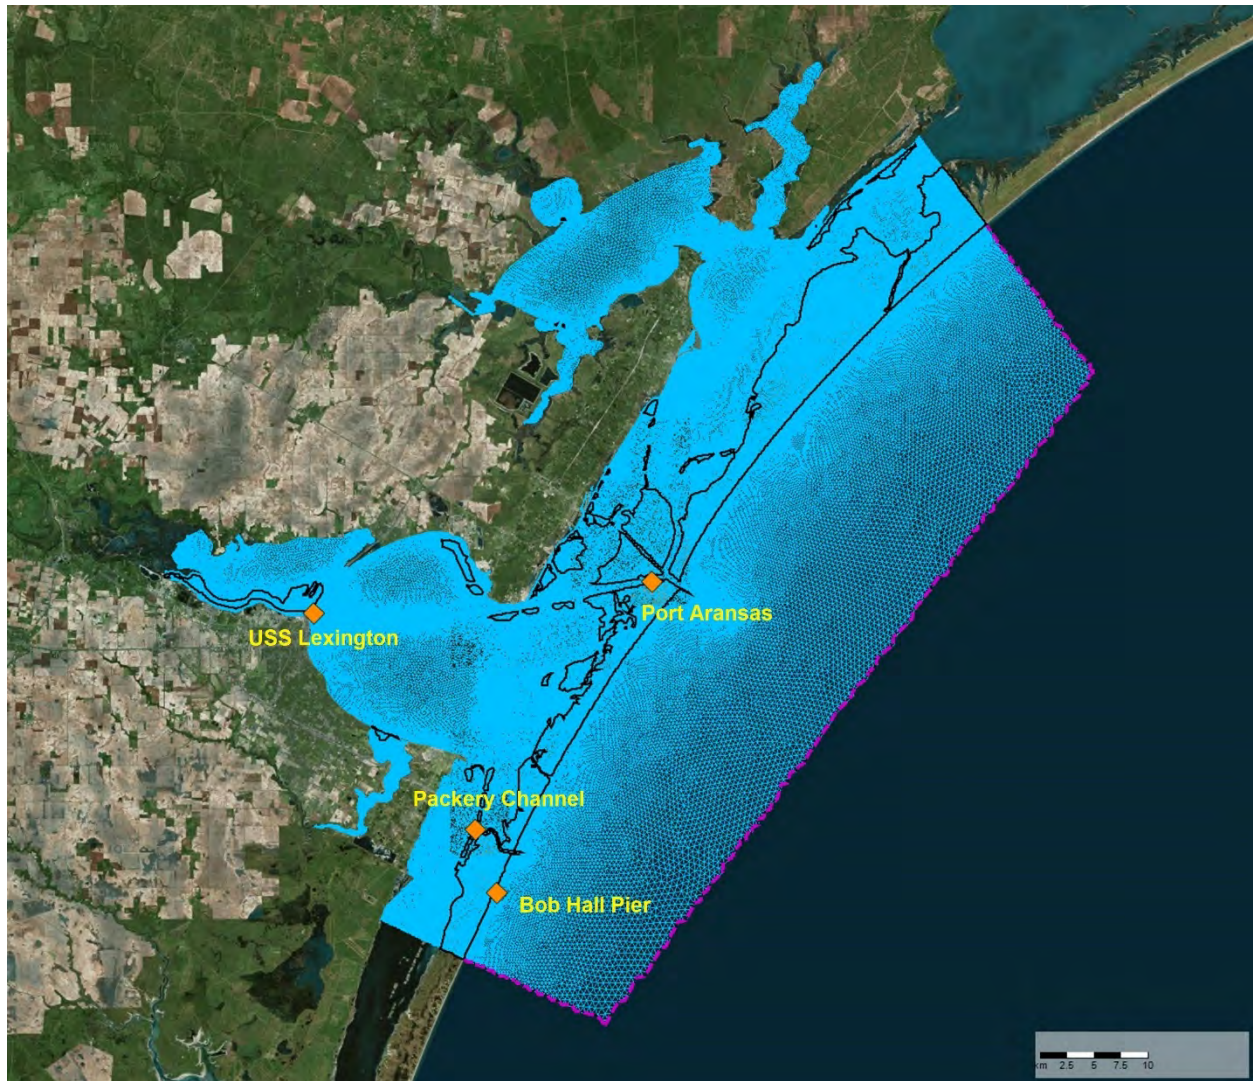 Port Aransas
USS Lexington
Packery Channel
Bob Hall Pier
km 2.5 5 7.5 10